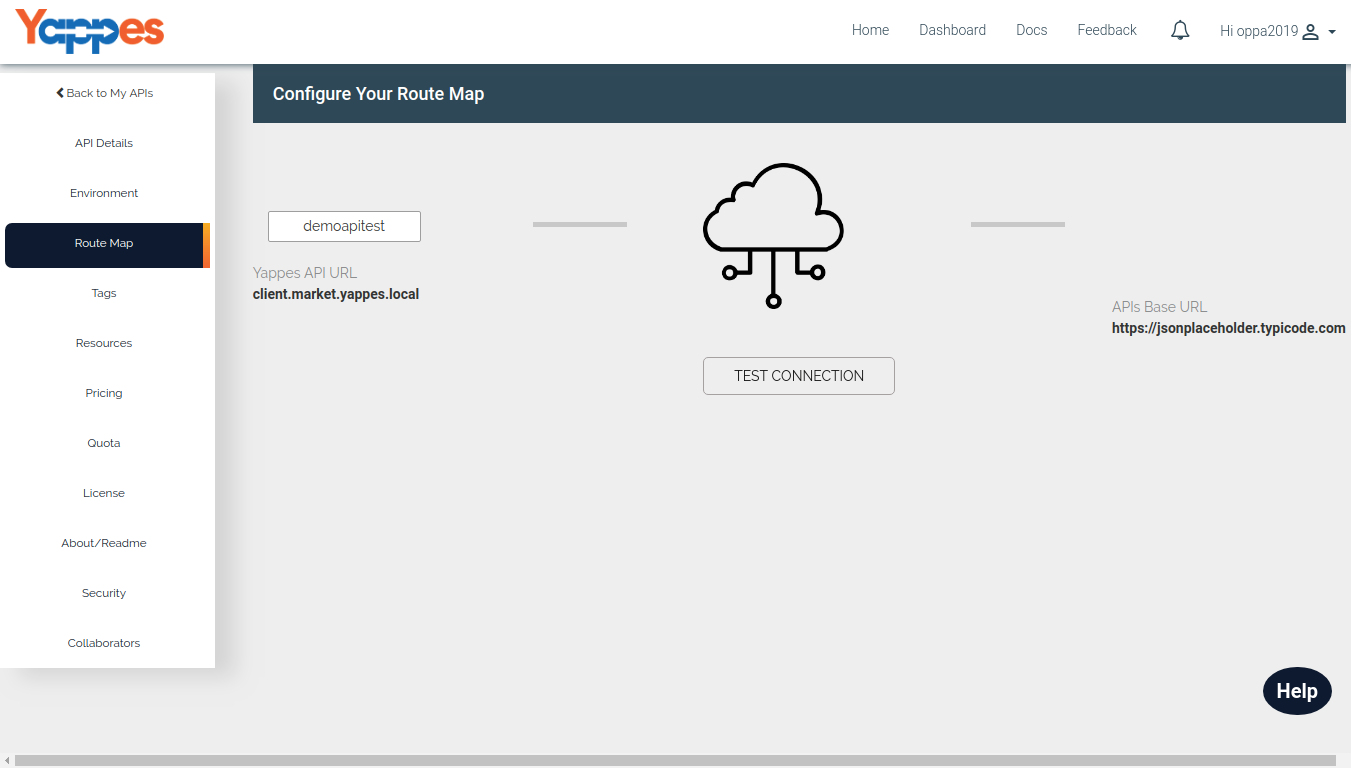 Yappes
Home
Dashboard
Docs
Feedback
Hi oppa2019
Back to My APIs
API Details
Environment
Route Map
Tags
Resources
Pricing
Quota
License
About/Readme
Security
Collaborators
Configure Your Route Map
demoapitest
Yappes API URL
client.market.yappes.local
APIs Base URL
https://jsonplaceholder.typicode.com
TEST CONNECTION
Help